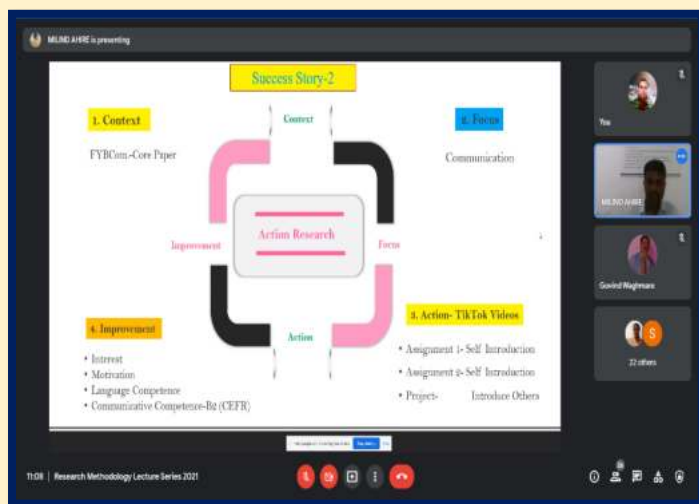 MILIND AHIRE is presenting
Success Story-2
1. Context
Context
2. Focus
FYBCom.-Core Paper
Communication
Improvement
Action Research
Focus
4. Improvement
Action
3. Action- TikTok Videos
• Interest
• Motivation
• Language Competence
• Communicative Competence-B2 (CEFR)
• Assignment 1- Self Introduction
• Assignment 2- Self Introduction
• Project- Introduce Others
You
MILIND AHIRE
Govind Waghmare
S
22 others
11:08 | Research Methodology Lecture Series 2021